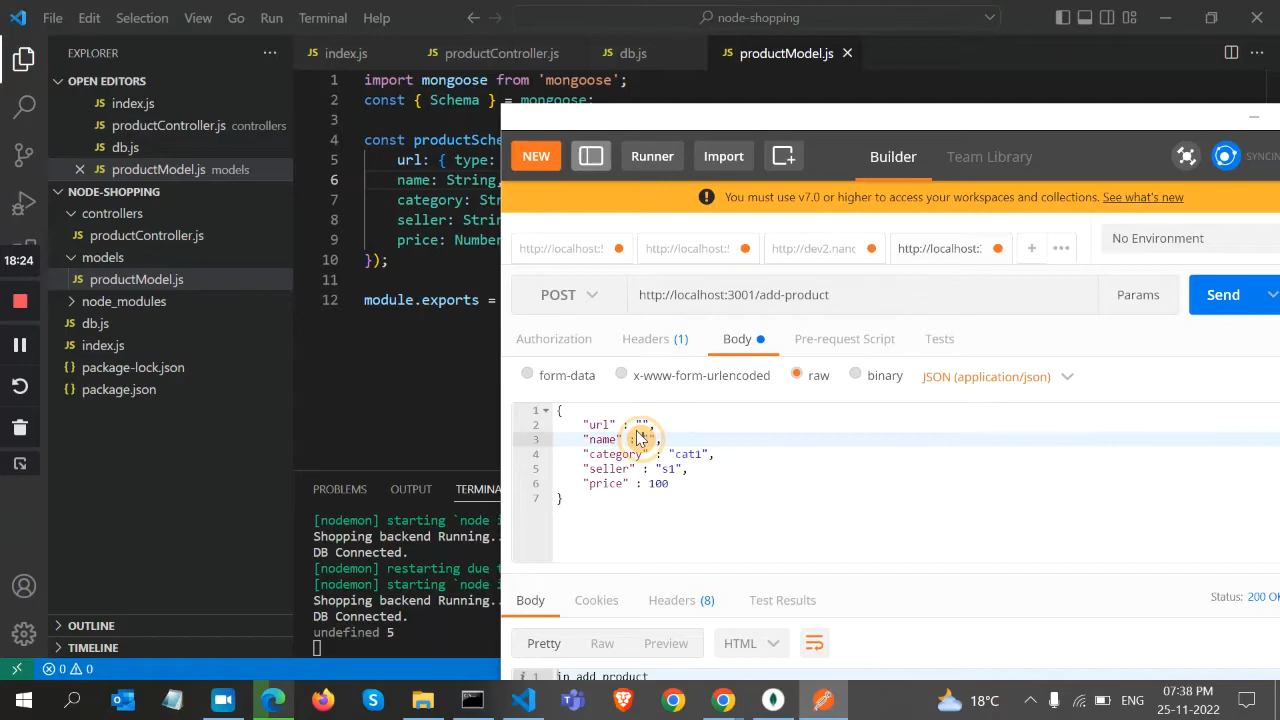 File Edit Selection View Go Run Terminal Help
node-shopping
EXPLORER
OPEN EDITORS
index.js
productController.js controllers
db.js
productModel.js models
NODE-SHOPPING
controllers
productController.js
models
productModel.js
node_modules
db.js
index.js
package-lock.json
package.json
OUTLINE
TIMELINE
18:24
index.js productController.js db.js productModel.js
1 import mongoose from 'mongoose';
2 const { Schema } = mongoose;
3
4 const productSche
5 url: { type:
6 name: String,
7 category: Str
8 seller: Strin
9 price: Number
10 });
11
12 module.exports =
PROBLEMS OUTPUT TERMINA
[nodemon] starting `node i
Shopping backend Running..
DB Connected.
[nodemon] restarting due t
[nodemon] starting `node i
Shopping backend Running..
DB Connected.
undefined 5
0 0
NEW Runner Import Builder Team Library SYNCIN
You must use v7.0 or higher to access your workspaces and collections. See what's new
http://localhost:! http://localhost:! http://dev2.nanc http://localhost: No Environment
POST http://localhost:3001/add-product Params Send
Authorization Headers (1) Body Pre-request Script Tests
form-data x-www-form-urlencoded raw binary JSON (application/json)
1 {
2 "url" : "",
3 "name" : "",
4 "category" : "cat1",
5 "seller" : "s1",
6 "price" : 100
7 }
Body Cookies Headers (8) Test Results Status: 200 O
Pretty Raw Preview HTML
i 1 in add product
18°C ENG 07:38 PM
25-11-2022